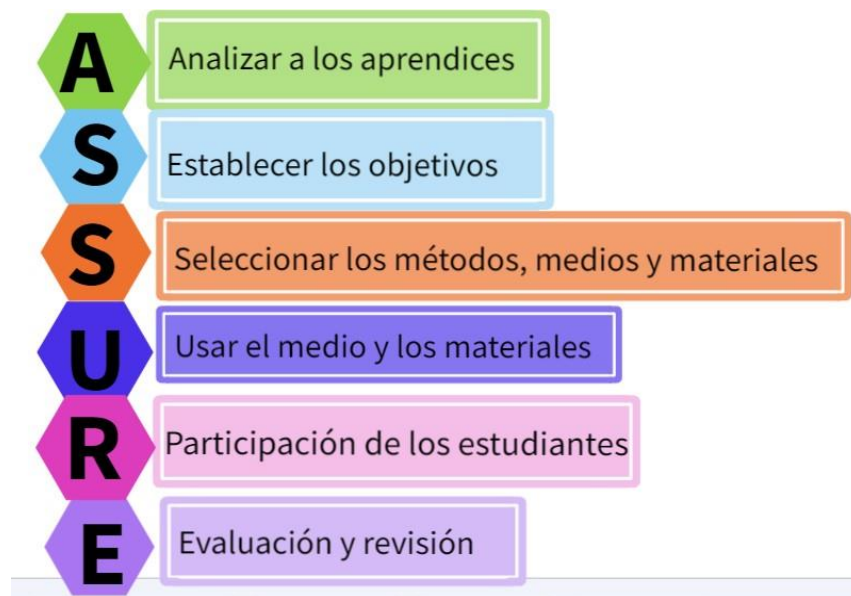 A Analizar a los aprendices
S Establecer los objetivos
S Seleccionar los métodos, medios y materiales
U Usar el medio y los materiales
R Participación de los estudiantes
E Evaluación y revisión